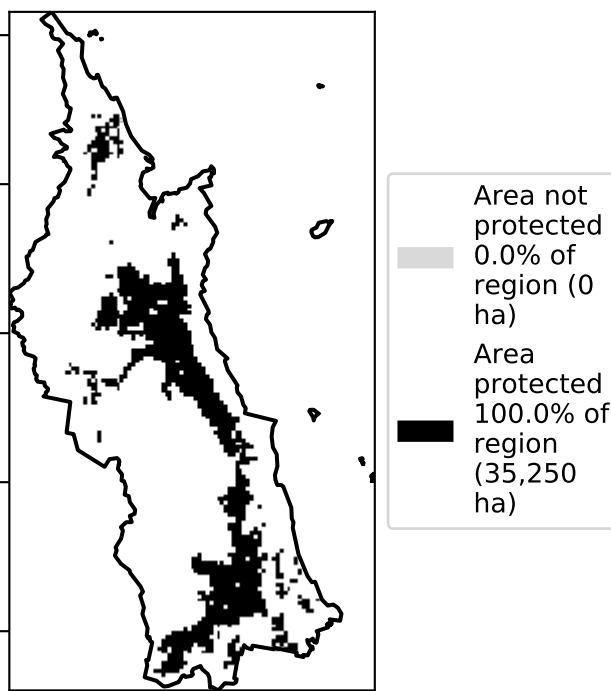 Area not
protected
0.0% of
region (0
ha)
Area
protected
100.0% of
region
(35,250
ha)